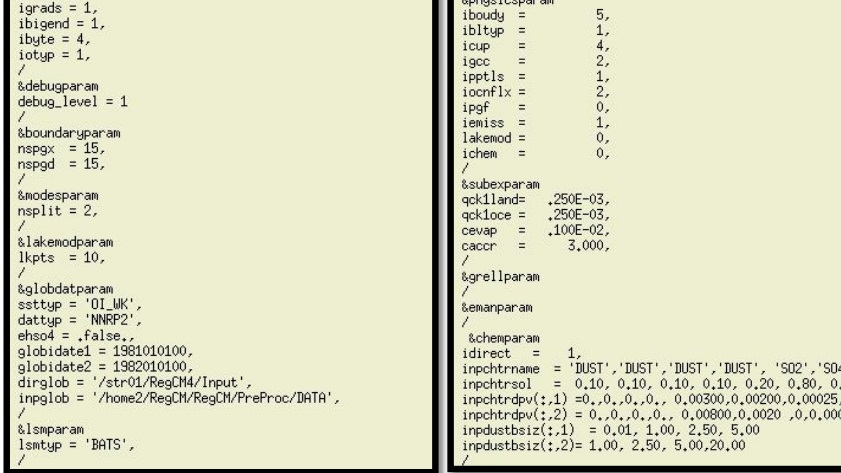 igrads = 1,
ibigend = 1,
ibyte = 4,
iotyp = 1,
/
&debugparam
debug_level = 1
/
&boundaryparam
nspgx  = 15,
nspgd  = 15,
/
&modesparam
nsplit = 2,
/
&lakemodparam
lkpts  = 10,
/
&globdatparam
ssttyp = 'OI_WK',
dattyp = 'NNRP2',
ehso4 = .false.,
globidate1 = 1981010100,
globidate2 = 1982010100,
dirglob = '/str01/RegCM4/Input',
inpglob = '/home2/RegCM/RegCM/PreProc/DATA',
/
&lsmparam
lsmtyp = 'BATS',
/
&physicsparam
iboudy  =          5,
ibltyp  =          1,
icup    =          4,
igcc    =          2,
ipptls  =          1,
iocnflx =          2,
ipgf    =          0,
iemiss  =          1,
lakemod =          0,
ichem   =          0,
/
&subexparam
qck1land=   .250E-03,
qck1oce =   .250E-03,
cevap   =   .100E-02,
caccr   =      3.000,
/
&grellparam
/
&emanparam
/
&chemparam
idirect   =   1,
inpchtrname  = 'DUST','DUST','DUST','DUST', 'SO2','SO4
inpchtrsol   =  0.10, 0.10, 0.10, 0.10, 0.20, 0.80, 0.
inpchtrdpv(:,1) =0.,0.,0.,0., 0.00300,0.00200,0.00025,
inpchtrdpv(:,2) = 0.,0.,0.,0., 0.00800,0.0020 ,0,0.000
inpdustbsiz(:,1)  = 0.01, 1.00, 2.50, 5.00
inpdustbsiz(:,2)= 1.00, 2.50, 5.00,20.00
/